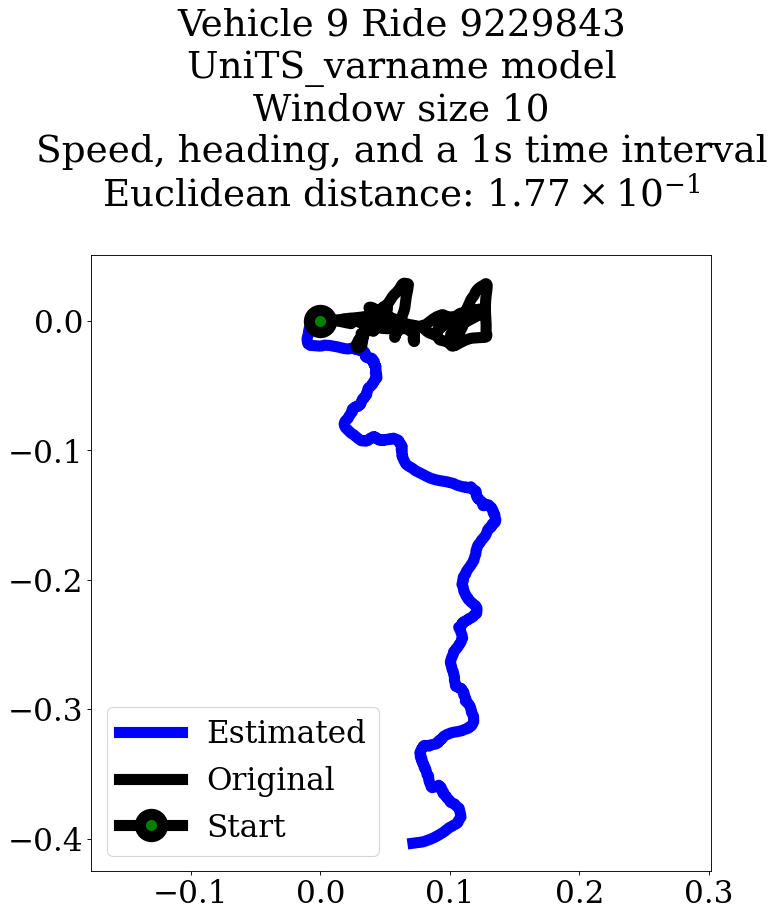 Vehicle 9 Ride 9229843
UniTS_varname model
Window size 10
Speed, heading, and a 1s time interval
Euclidean distance: 1.77 × 10⁻¹
0.0
−0.1
−0.2
−0.3
−0.4
Estimated
Original
Start
−0.1 0.0 0.1 0.2 0.3